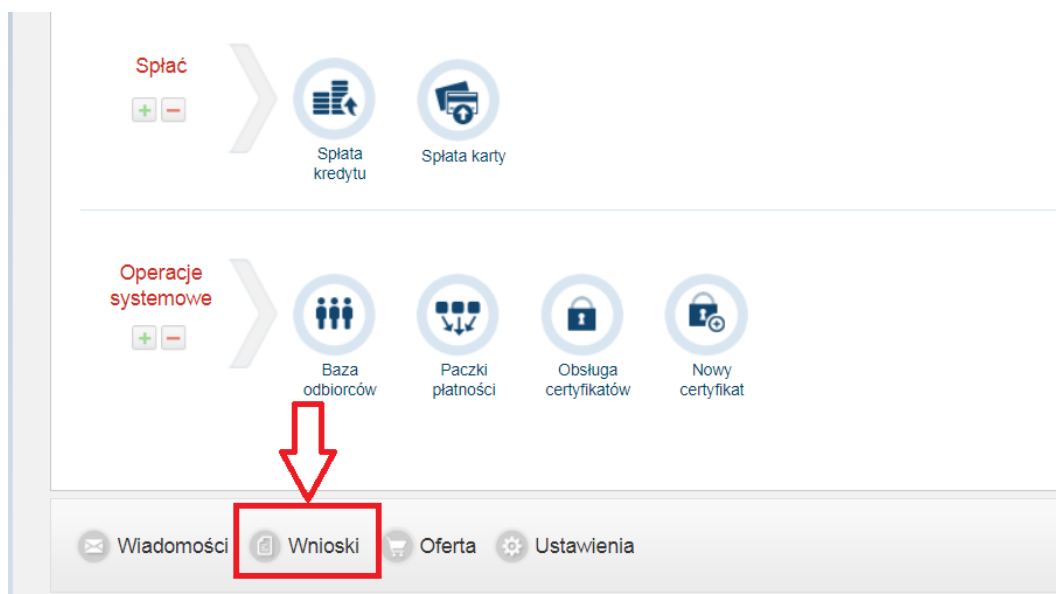 Spłać
Spłata
kredytu
Spłata karty
Operacje
systemowe
Baza
odbiorców
Paczki
płatności
Obsługa
certyfikatów
Nowy
certyfikat
Wiadomości
Wnioski
Oferta
Ustawienia